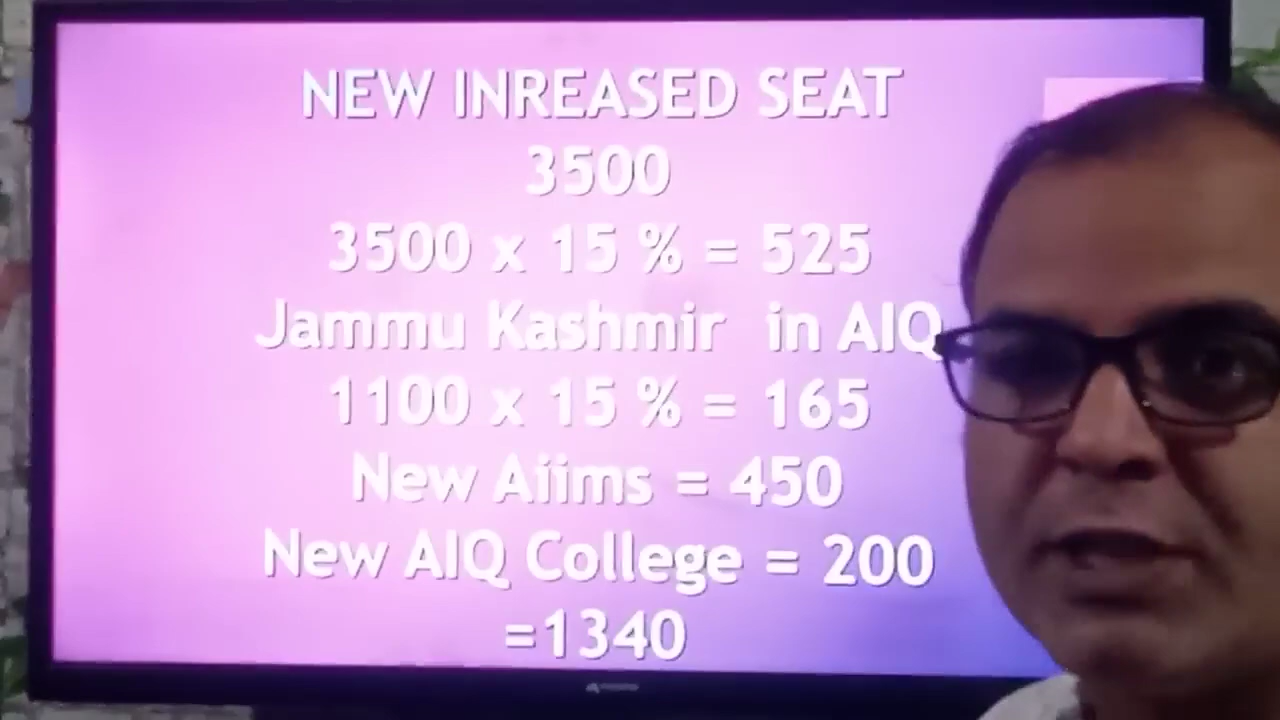 NEW INREASED SEAT
3500
3500 x 15 % = 525
Jammu Kashmir in AIQ
1100 x 15 % = 165
New Aiims = 450
New AIQ College = 200
=1340